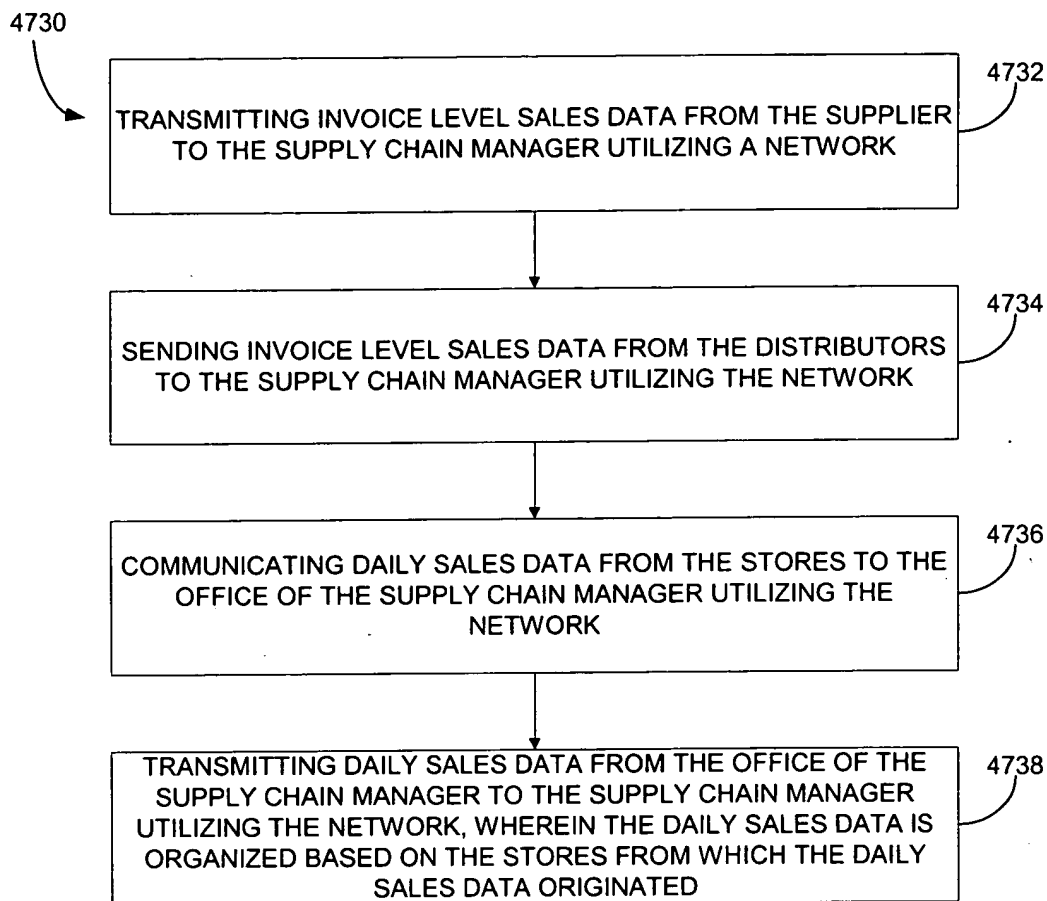 4730
4732
TRANSMITTING INVOICE LEVEL SALES DATA FROM THE SUPPLIER
TO THE SUPPLY CHAIN MANAGER UTILIZING A NETWORK
4734
SENDING INVOICE LEVEL SALES DATA FROM THE DISTRIBUTORS
TO THE SUPPLY CHAIN MANAGER UTILIZING THE NETWORK
4736
COMMUNICATING DAILY SALES DATA FROM THE STORES TO THE
OFFICE OF THE SUPPLY CHAIN MANAGER UTILIZING THE
NETWORK
4738
TRANSMITTING DAILY SALES DATA FROM THE OFFICE OF THE
SUPPLY CHAIN MANAGER TO THE SUPPLY CHAIN MANAGER
UTILIZING THE NETWORK, WHEREIN THE DAILY SALES DATA IS
ORGANIZED BASED ON THE STORES FROM WHICH THE DAILY
SALES DATA ORIGINATED